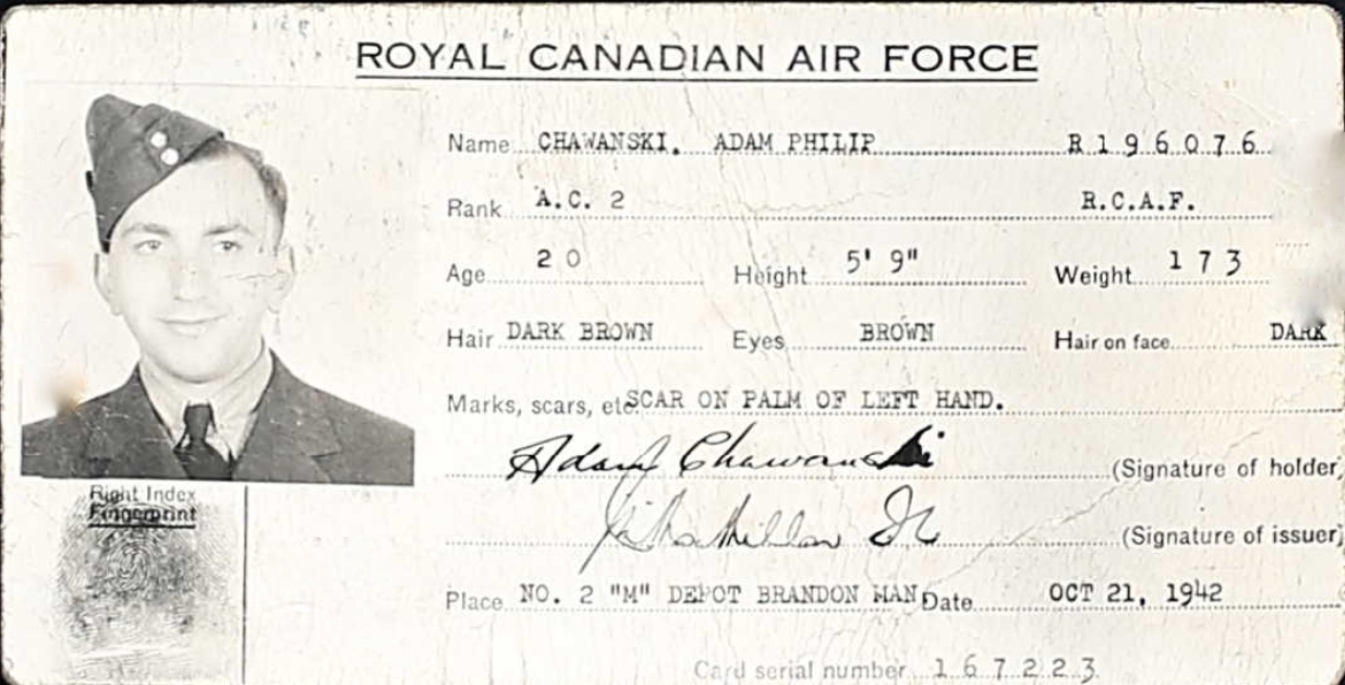 ROYAL CANADIAN AIR FORCE
Name CHAWANSKI, ADAM PHILIP R196076
Rank A.C. 2 R.C.A.F.
Age 20 Height 5' 9" Weight 173
Hair DARK BROWN Eyes BROWN Hair on face DARK
Marks, scars, etc. SCAR ON PALM OF LEFT HAND.
Adam Chawanski (Signature of holder)
(Signature of issuer)
Right Index
Fingerprint
Place NO. 2 "M" DEPOT BRANDON MAN Date OCT 21, 1942
Card serial number 167223